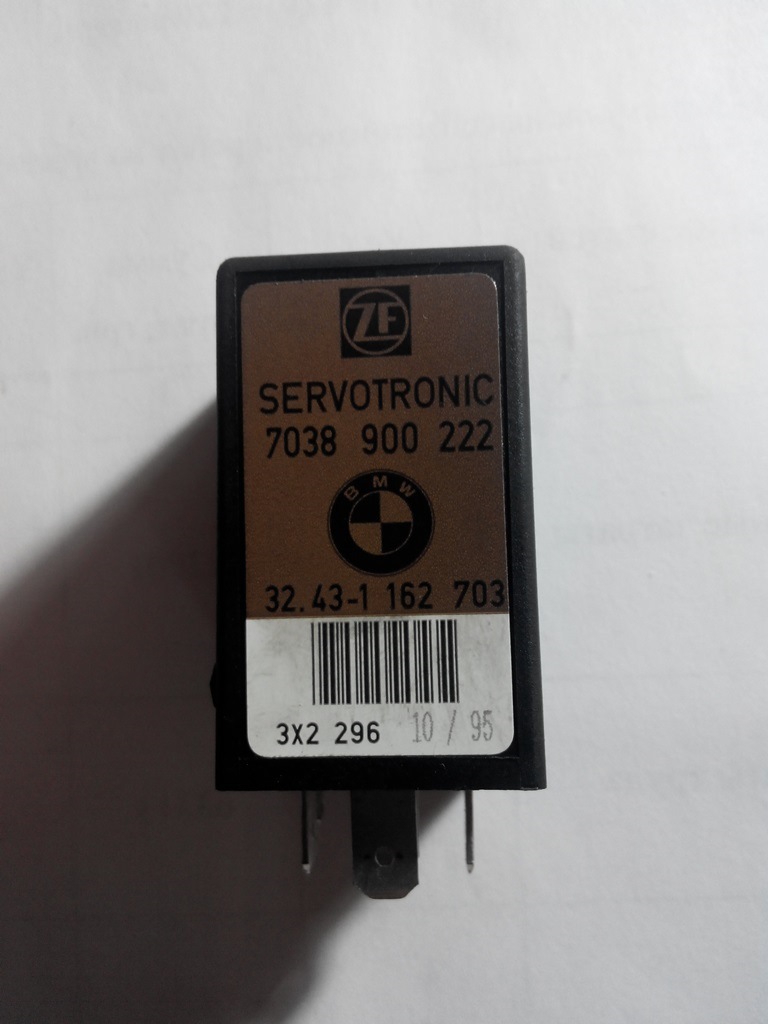 ZF
SERVOTRONIC
7038 900 222
BMW
32.43-1 162 703
3X2 296 10 / 95